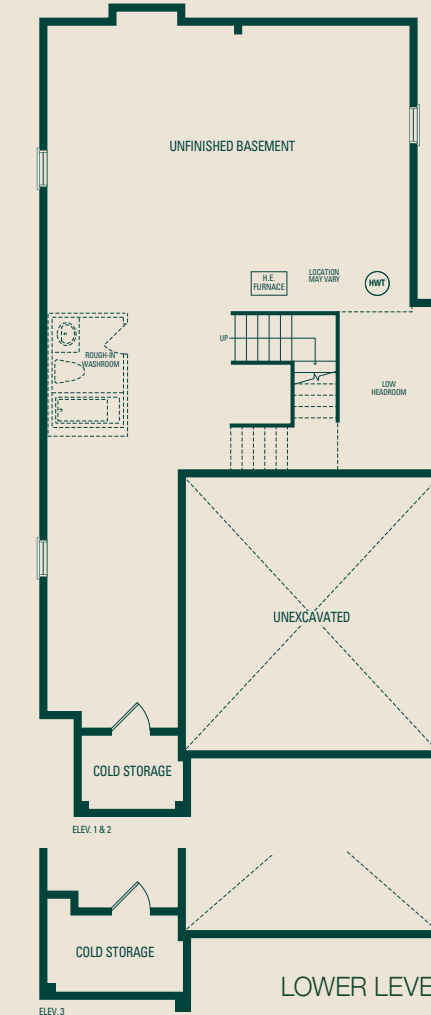 UNFINISHED BASEMENT
H.E.
FURNACE
LOCATION
MAY VARY
HWT
UP
ROUGH-IN
WASHROOM
LOW
HEADROOM
UNEXCAVATED
COLD STORAGE
ELEV. 1 & 2
COLD STORAGE
LOWER LEVE
ELEV. 3